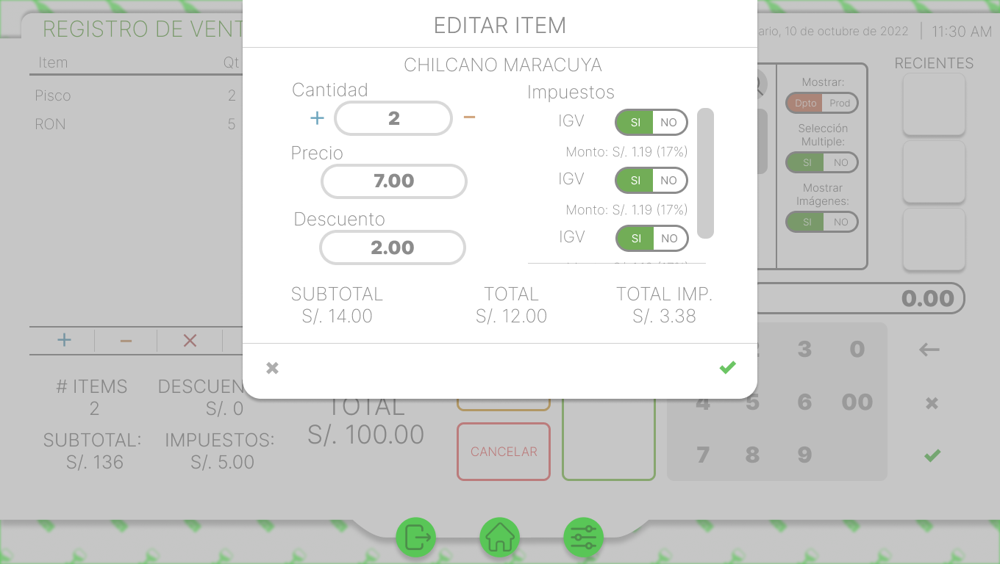 REGISTRO DE VENT
ario, 10 de octubre de 2022
11:30 AM
Item
Qt
Pisco
2
RON
5
EDITAR ITEM
CHILCANO MARACUYA
Cantidad
+ 2 −
Precio
7.00
Descuento
2.00
Impuestos
IGV SI NO
Monto: S/. 1.19 (17%)
IGV SI NO
Monto: S/. 1.19 (17%)
IGV SI NO
SUBTOTAL
S/. 14.00
TOTAL
S/. 12.00
TOTAL IMP.
S/. 3.38
Mostrar:
Dpto Prod
Selección
Multiple:
SI NO
Mostrar
Imágenes:
SI NO
RECIENTES
0.00
# ITEMS
2
DESCUEN
S/. 0
SUBTOTAL:
S/. 136
IMPUESTOS:
S/. 5.00
TOTAL
S/. 100.00
CANCELAR
3 0
4 5 6 00
7 8 9